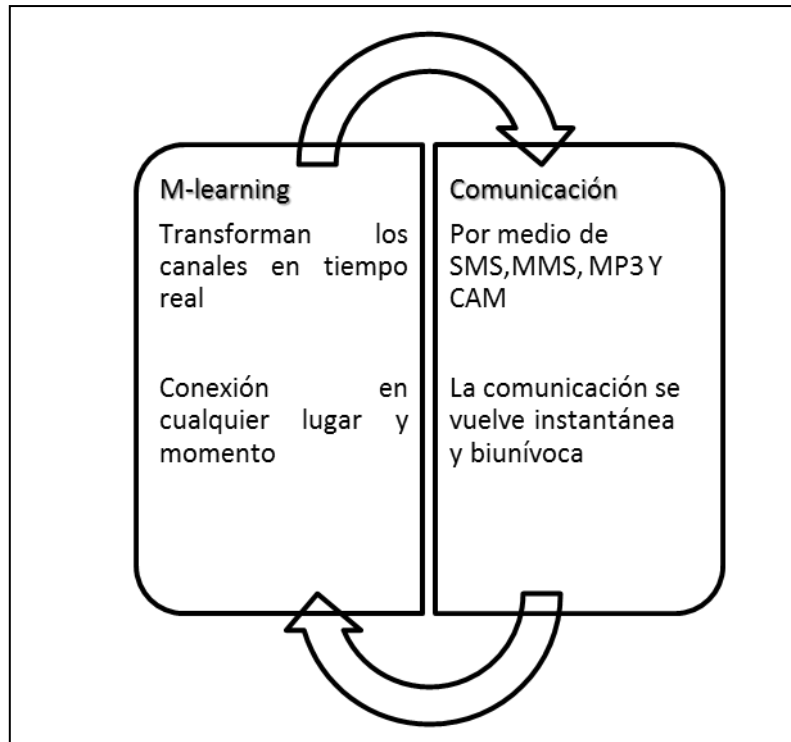 M-learning
Transforman los
canales en tiempo
real
Conexión en
cualquier lugar y
momento
Comunicación
Por medio de
SMS,MMS, MP3 Y
CAM
La comunicación se
vuelve instantánea
y biunívoca